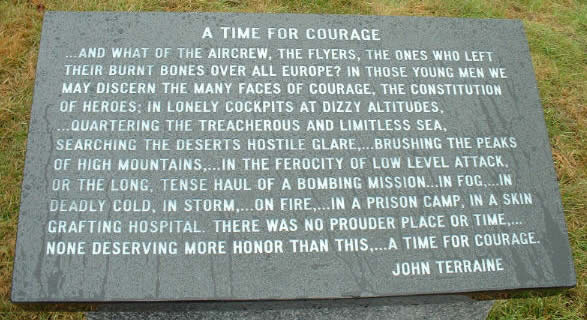 A TIME FOR COURAGE
...AND WHAT OF THE AIRCREW, THE FLYERS, THE ONES WHO LEFT
THEIR BURNT BONES OVER ALL EUROPE? IN THOSE YOUNG MEN WE
MAY DISCERN THE MANY FACES OF COURAGE, THE CONSTITUTION
OF HEROES: IN LONELY COCKPITS AT DIZZY ALTITUDES,
...QUARTERING THE TREACHEROUS AND LIMITLESS SEA,
SEARCHING THE DESERTS HOSTILE GLARE,...BRUSHING THE PEAKS
OF HIGH MOUNTAINS,...IN THE FEROCITY OF LOW LEVEL ATTACK,
OR THE LONG, TENSE HAUL OF A BOMBING MISSION...IN FOG,...IN
DEADLY COLD, IN STORM,...ON FIRE,...IN A PRISON CAMP, IN A SKIN
GRAFTING HOSPITAL. THERE WAS NO PROUDER PLACE OR TIME,...
NONE DESERVING MORE HONOR THAN THIS,...A TIME FOR COURAGE.
JOHN TERRAINE